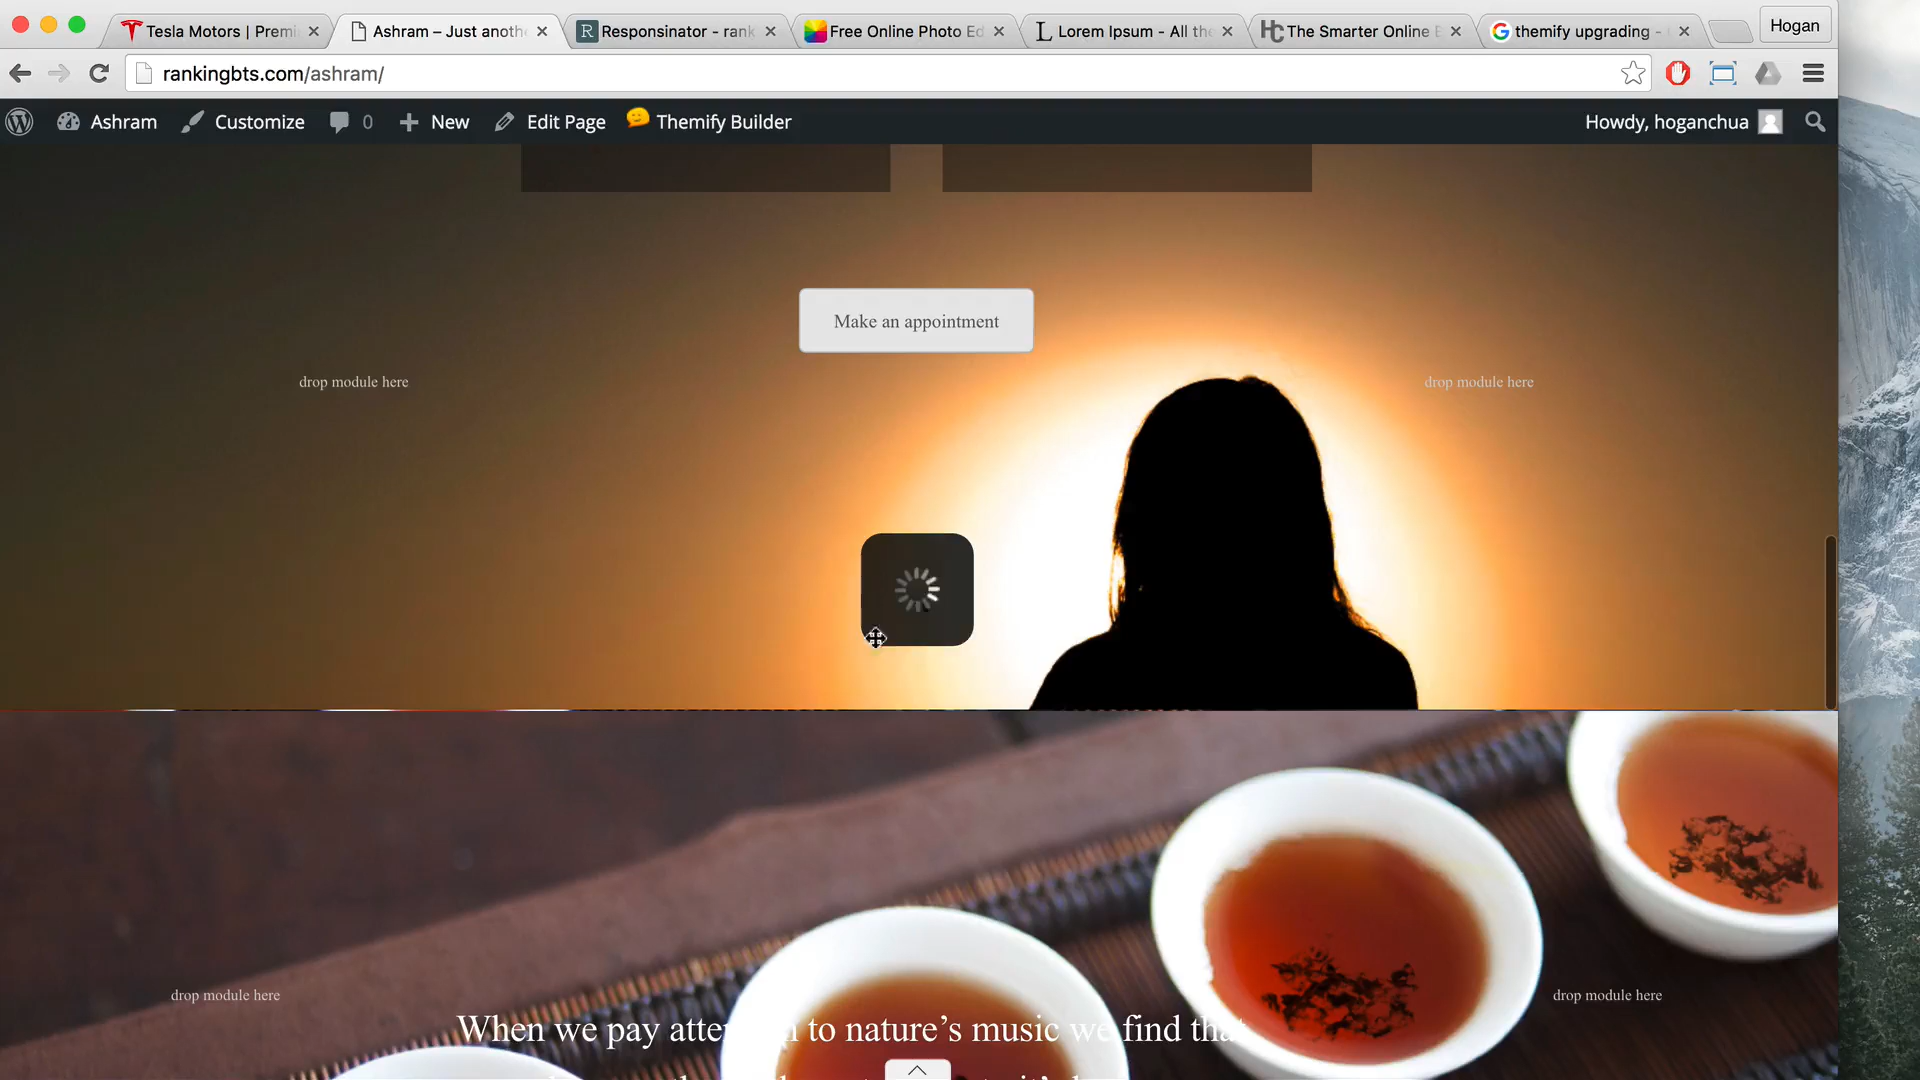 Tesla Motors | Premi
Ashram – Just anoth
Responsinator - rank
Free Online Photo Ed
Lorem Ipsum - All the
The Smarter Online E
themify upgrading -
Hogan
rankingbts.com/ashram/
Ashram
Customize
0
New
Edit Page
Themify Builder
Howdy, hoganchua
Make an appointment
drop module here
drop module here
drop module here
drop module here
When we pay atte n to nature's music we find that